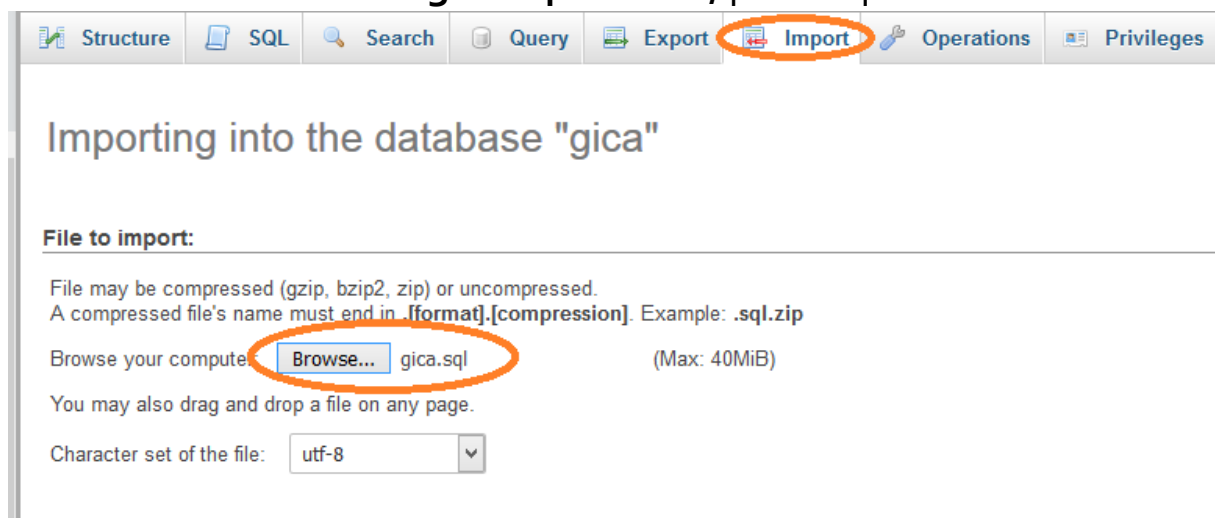 Structure SQL Search Query Export Import Operations Privileges
Importing into the database "gica"
File to import:
File may be compressed (gzip, bzip2, zip) or uncompressed.
A compressed file's name must end in .[format].[compression]. Example: .sql.zip
Browse your computer: Browse... gica.sql (Max: 40MiB)
You may also drag and drop a file on any page.
Character set of the file: utf-8